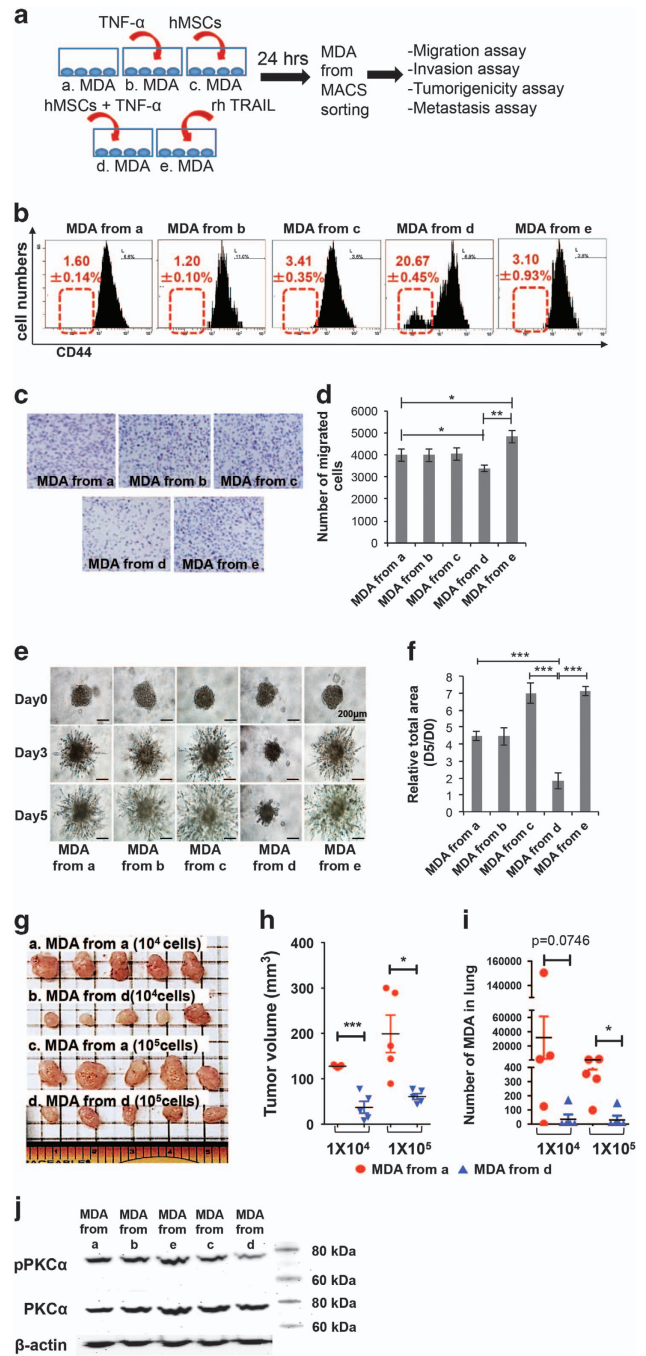 a
TNF-α hMSCs
a. MDA b. MDA c. MDA
hMSCs + TNF-α rh TRAIL
d. MDA e. MDA
24 hrs
MDA
from
MACS
sorting
-Migration assay
-Invasion assay
-Tumorigenicity assay
-Metastasis assay
b
MDA from a MDA from b MDA from c MDA from d MDA from e
cell numbers
1.60
±0.14%
1.20
±0.10%
3.41
±0.35%
20.67
±0.45%
3.10
±0.93%
CD44
c
MDA from a MDA from b MDA from c
MDA from d MDA from e
d
Number of migrated
cells
6000
5000
4000
3000
2000
1000
0
*
*
**
MDA from a MDA from b MDA from c MDA from d MDA from e
e
Day0
Day3
Day5
200μm
MDA
from a
MDA
from b
MDA
from c
MDA
from d
MDA
from e
f
Relative total area
(D5/D0)
8
7
6
5
4
3
2
1
0
***
*** ***
MDA from a MDA from b MDA from c MDA from d MDA from e
g
a. MDA from a (10⁴ cells)
b. MDA from d (10⁴cells)
c. MDA from a (10⁵cells)
d. MDA from d (10⁵cells)
1 2 3 4 5
h
Tumor volume (mm³)
400
300
200
100
0
***
*
1X10⁴ 1X10⁵
i
p=0.0746
Number of MDA in lung
160000
140000
60000
40000
20000
400
300
200
100
0
*
1X10⁴ 1X10⁵
MDA from a MDA from d
j
MDA
from
a
MDA
from
b
MDA
from
e
MDA
from
c
MDA
from
d
pPKCα
80 kDa
60 kDa
PKCα
80 kDa
60 kDa
β-actin